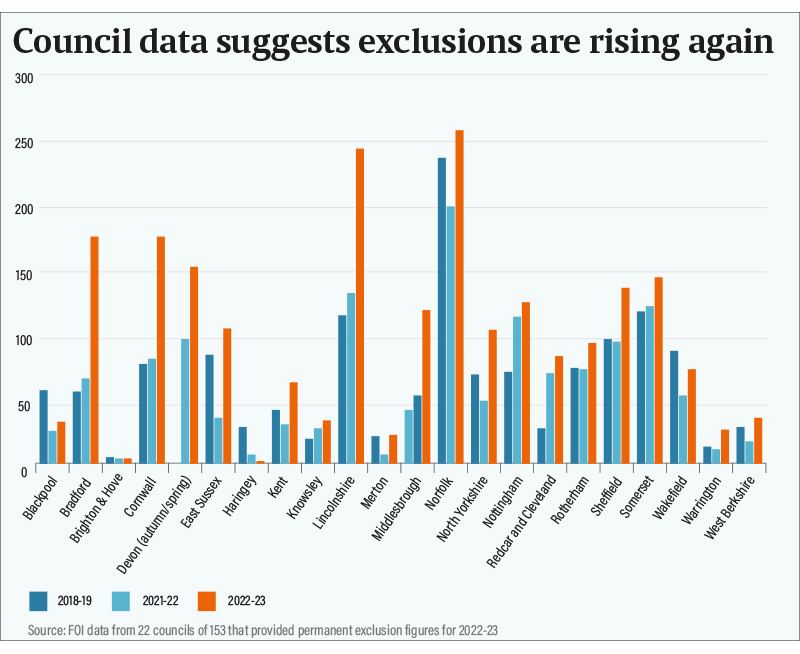 Council data suggests exclusions are rising again
300
250
200
150
100
50
0
Blackpool
Bradford
Brighton & Hove
Cornwall
Devon (autumn/spring)
East Sussex
Haringey
Kent
Knowsley
Lincolnshire
Merton
Middlesbrough
Norfolk
North Yorkshire
Nottingham
Redcar and Cleveland
Rotherham
Sheffield
Somerset
Wakefield
Warrington
West Berkshire
2018-19 2021-22 2022-23
Source: FOI data from 22 councils of 153 that provided permanent exclusion figures for 2022-23